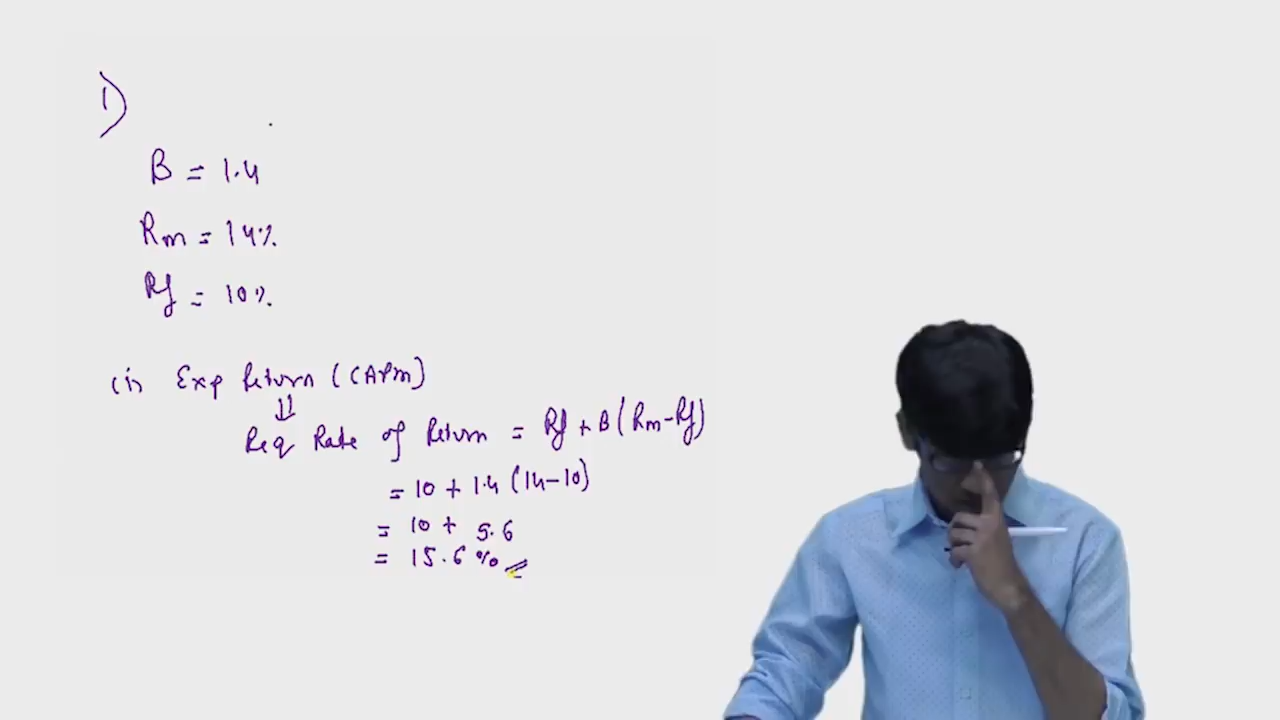 1)
B = 1.4
Rm = 14%
Rf = 10%
(i) Exp Return (CAPM)
⇓
Req Rate of Return = Rf + B (Rm-Rf)
= 10 + 1.4 (14-10)
= 10 + 5.6
= 15.6%